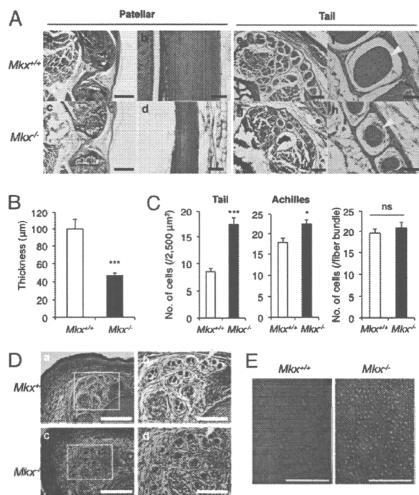 A
Patellar
Tail
Mkx+/+
b
Mkx-/-
c
d
B
Thickness (μm)
120
100
80
60
40
20
0
***
Mkx+/+ Mkx-/-
C
Tail
No. of cells (/2,500 μm²)
20
15
10
5
0
***
Mkx+/+ Mkx-/-
Achilles
25
20
15
10
5
0
*
Mkx+/+ Mkx-/-
No. of cells (/fiber bundle)
25
20
15
10
5
0
ns
Mkx+/+ Mkx-/-
D
a
c
d
E
Mkx+/+
Mkx-/-